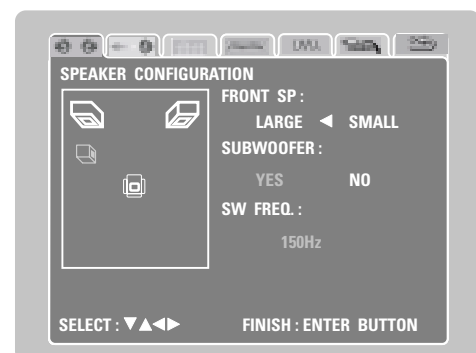 SPEAKER CONFIGURATION
FRONT SP :
LARGE ◄ SMALL
SUBWOOFER :
YES NO
SW FREQ. :
150Hz
SELECT : ▼▲◄► FINISH : ENTER BUTTON